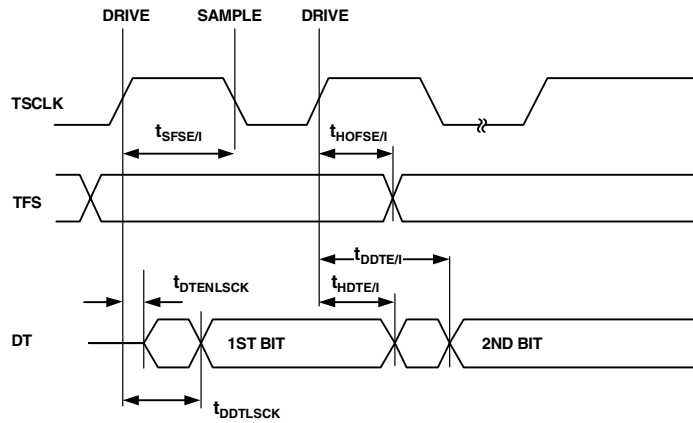 DRIVE SAMPLE DRIVE
TSCLK
tSFSE/I
tHOFSE/I
TFS
tDDTE/I
tDTENLSCK
tHDTE/I
DT
1ST BIT
2ND BIT
tDDTLSCK